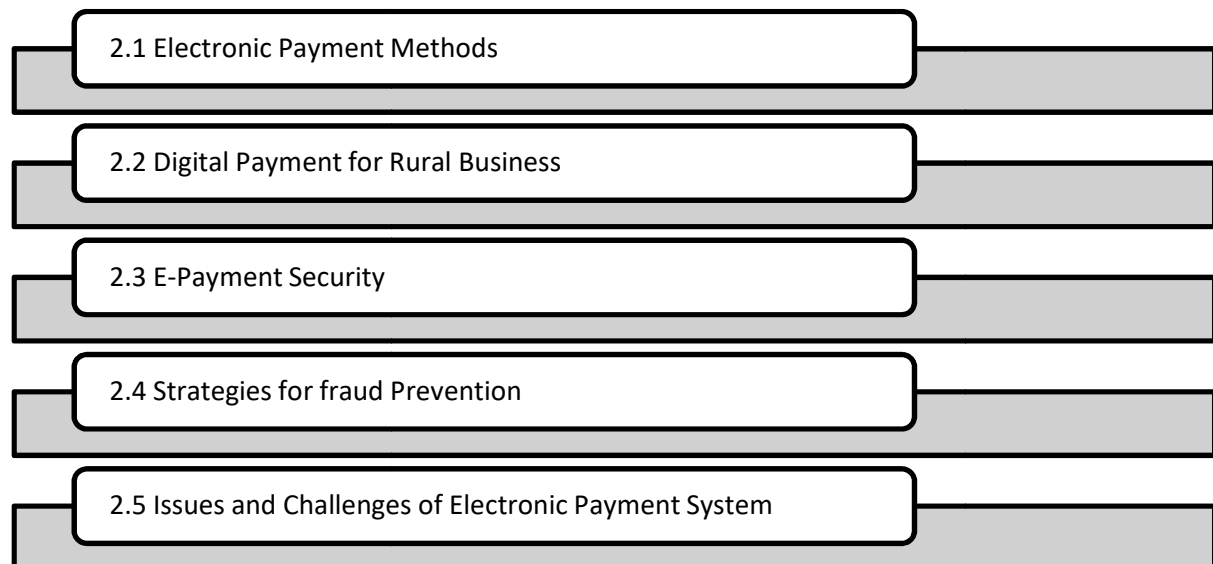 2.1 Electronic Payment Methods
2.2 Digital Payment for Rural Business
2.3 E-Payment Security
2.4 Strategies for fraud Prevention
2.5 Issues and Challenges of Electronic Payment System